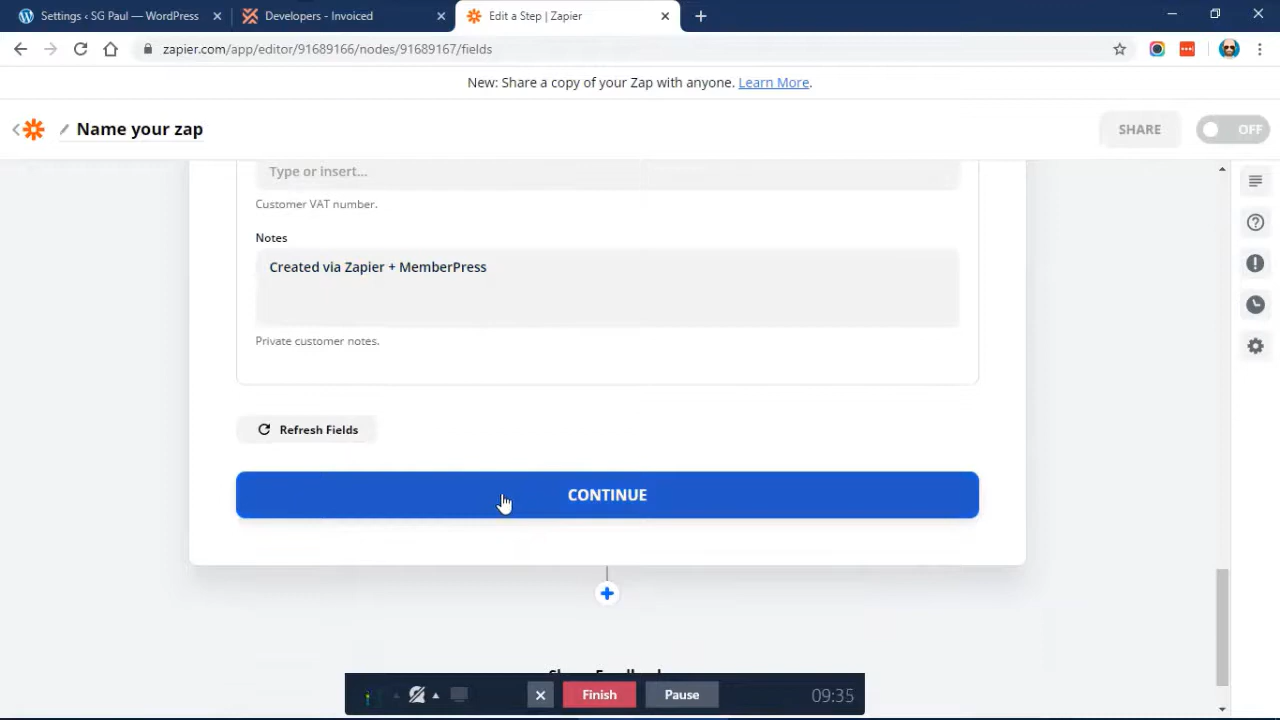 Settings ‹ SG Paul — WordPress
Developers - Invoiced
Edit a Step | Zapier
zapier.com/app/editor/91689166/nodes/91689167/fields
New: Share a copy of your Zap with anyone. Learn More.
Name your zap
SHARE
OFF
Type or insert...
Customer VAT number.
Notes
Created via Zapier + MemberPress
Private customer notes.
Refresh Fields
CONTINUE
Finish
Pause
09:35